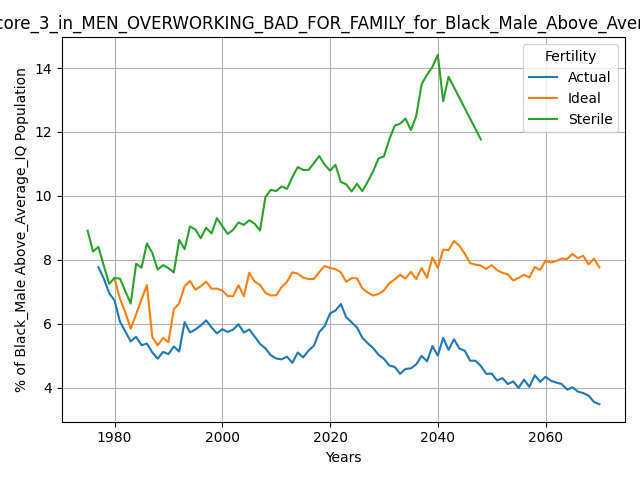 core_3_in_MEN_OVERWORKING_BAD_FOR_FAMILY_for_Black_Male_Above_Aver
Fertility
Actual
Ideal
Sterile
% of Black_Male Above_Average_IQ Population
14
12
10
8
6
4
1980
2000
2020
2040
2060
Years